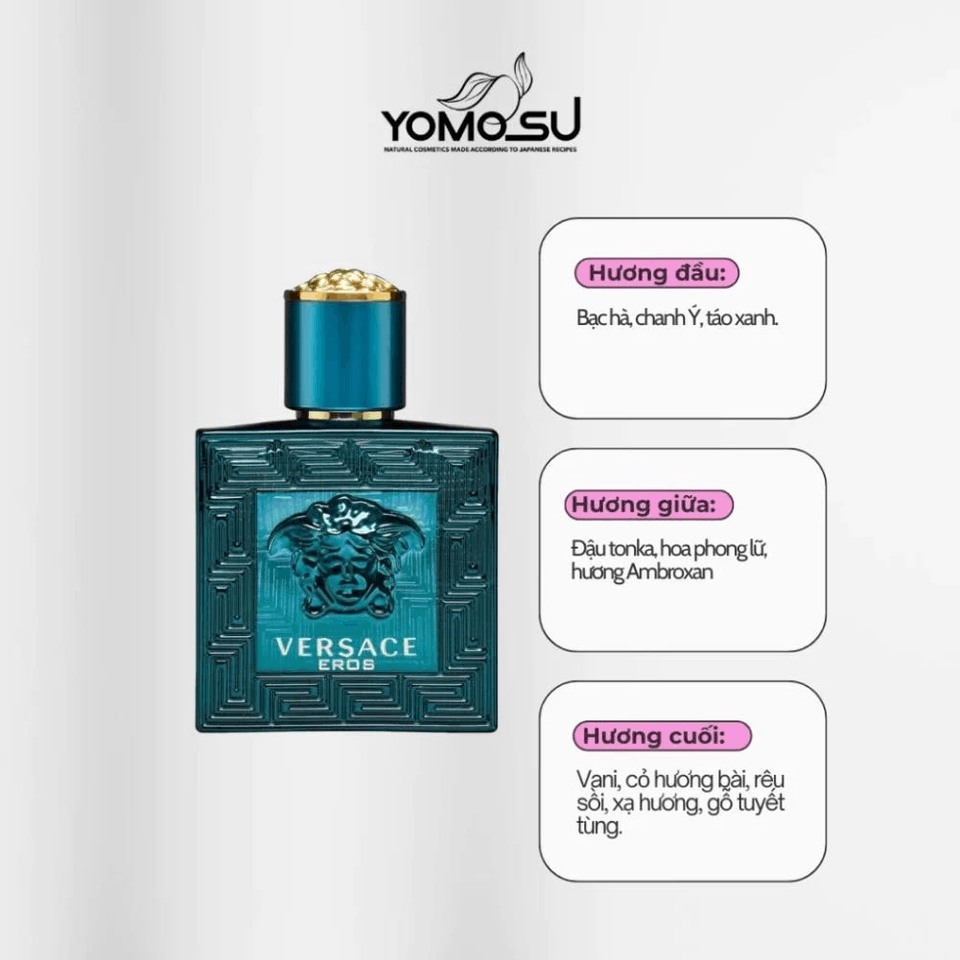 YOMOSU
NATURAL COSMETICS MADE ACCORDING TO JAPANESE RECIPES
Hương đầu:
Bạc hà, chanh Ý, táo xanh.
Hương giữa:
Đậu tonka, hoa phong lữ,
hương Ambroxan
VERSACE
EROS
Hương cuối:
Vani, cỏ hương bài, rêu
sồi, xạ hương, gỗ tuyết
tùng.